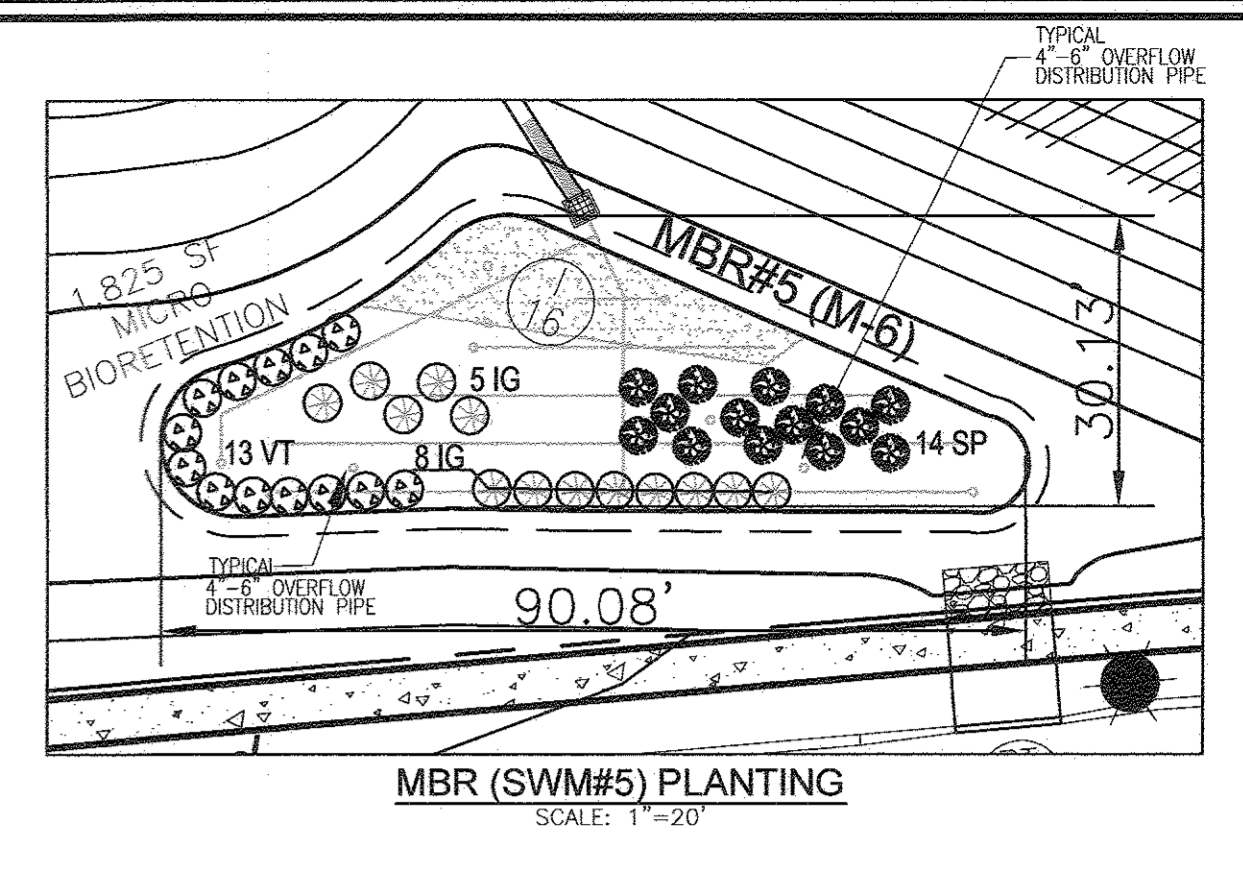 TYPICAL
4"-6" OVERFLOW
DISTRIBUTION PIPE
1,825 SF
MICRO
BIORETENTION
/
16
MBR#5 (M-6)
30.13'
5 IG
13 VT
8 IG
14 SP
TYPICAL
4"-6" OVERFLOW
DISTRIBUTION PIPE
90.08'
MBR (SWM#5) PLANTING
SCALE: 1"=20'